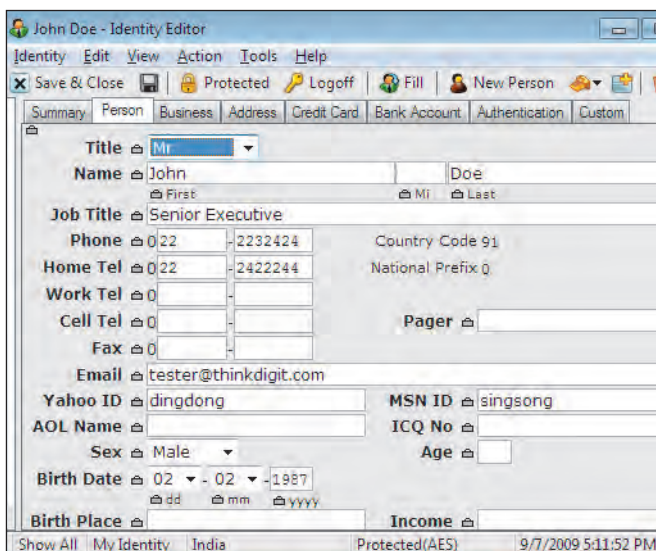 John Doe - Identity Editor
Identity Edit View Action Tools Help
Save & Close Protected Logoff Fill New Person
Summary Person Business Address Credit Card Bank Account Authentication Custom
Title Mr
Name John Doe
First Mi Last
Job Title Senior Executive
Phone 0 22 - 2232424 Country Code 91
Home Tel 0 22 - 2422244 National Prefix 0
Work Tel 0 -
Cell Tel 0 - Pager
Fax 0 -
Email tester@thinkdigit.com
Yahoo ID dingdong MSN ID singsong
AOL Name ICQ No
Sex Male Age
Birth Date 02 - 02 - 1987
dd mm yyyy
Birth Place Income
Show All My Identity India Protected(AES) 9/7/2009 5:11:52 PM